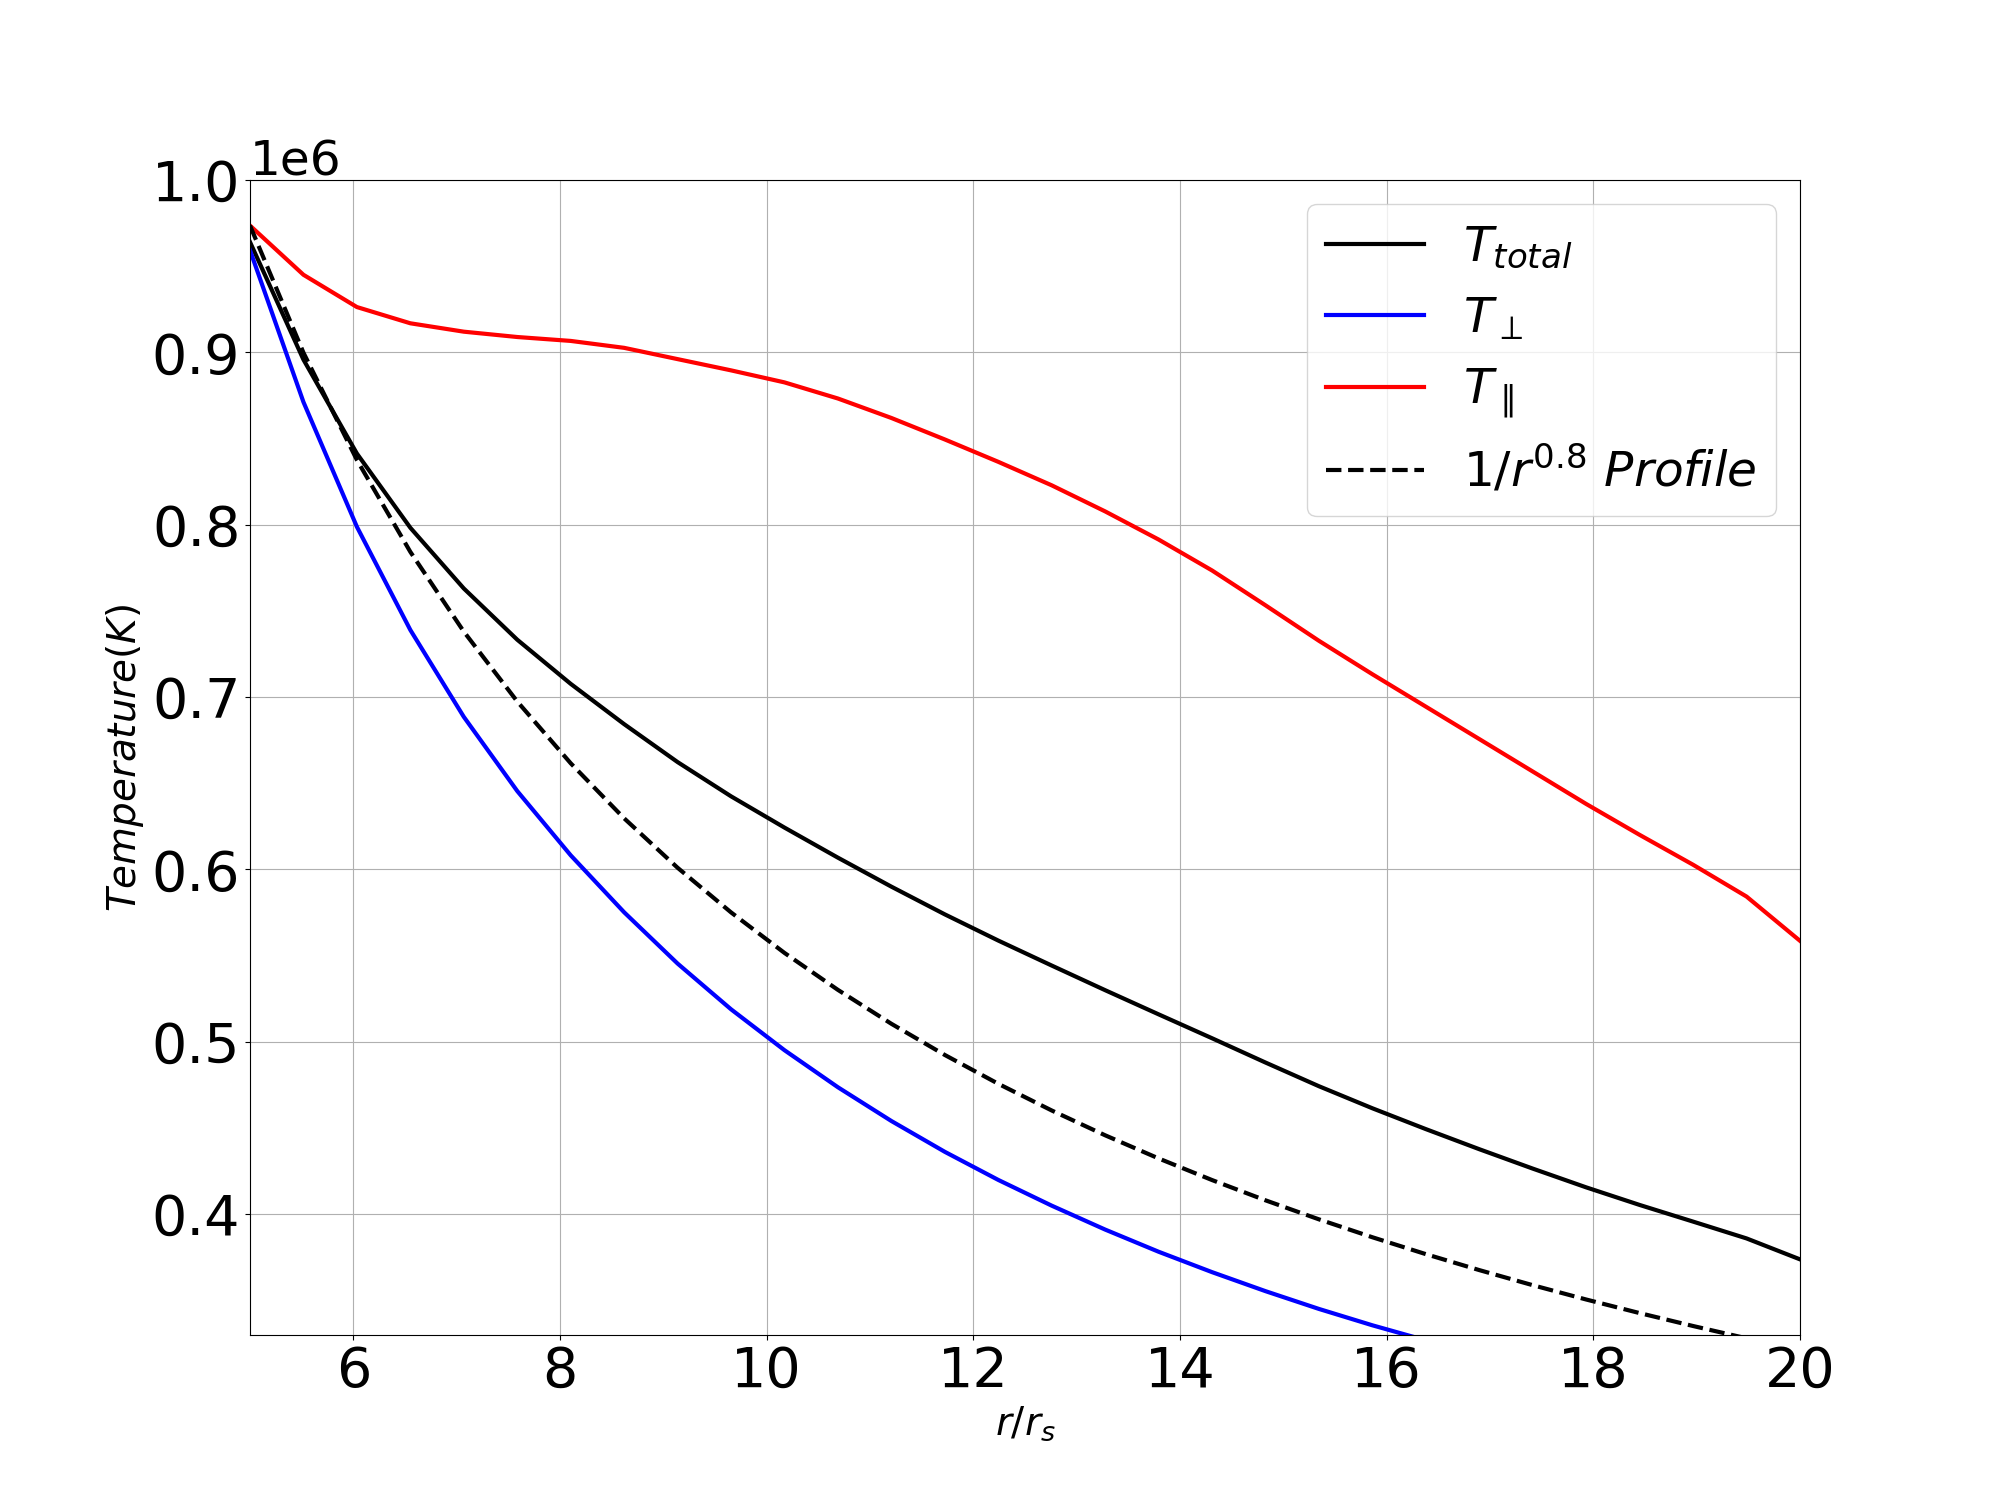 1e6
1.0
0.9
0.8
0.7
0.6
0.5
0.4
Temperature(K)
6 8 10 12 14 16 18 20
r/r_s
T_total
T_⊥
T_∥
1/r^0.8 Profile